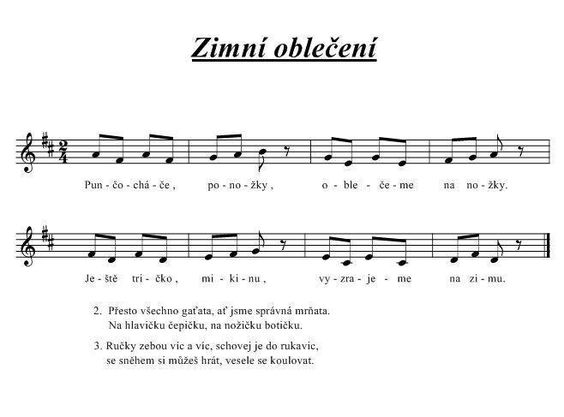 Zimní oblečení
2
4
Pun - čo - chá - če , po - no - žky , o - ble - če - me na no - žky.
Je - ště tri - čko , mi - ki - nu , vy - zra - je - me na zi - mu.
2. Přesto všechno gaťata, ať jsme správná mrňata.
Na hlavičku čepičku, na nožičku botičku.
3. Ručky zebou víc a víc, schovej je do rukavic,
se sněhem si můžeš hrát, vesele se koulovat.